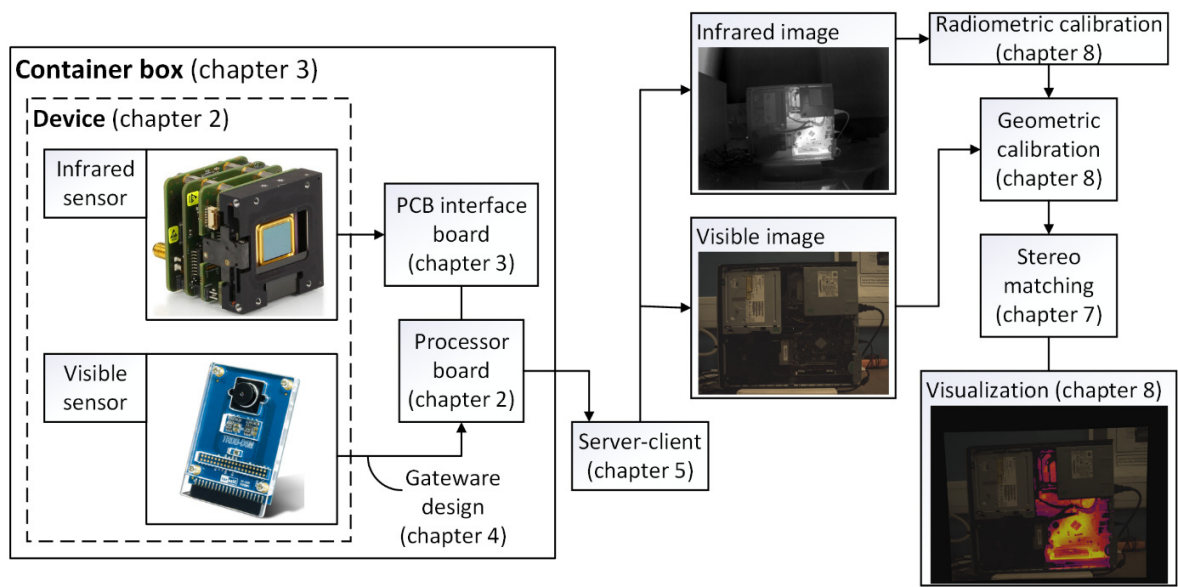 Container box (chapter 3)
Device (chapter 2)
Infrared
sensor
Visible
sensor
PCB interface
board
(chapter 3)
Processor
board
(chapter 2)
Gateware
design
(chapter 4)
Server-client
(chapter 5)
Infrared image
Visible image
Radiometric calibration
(chapter 8)
Geometric
calibration
(chapter 8)
Stereo
matching
(chapter 7)
Visualization (chapter 8)